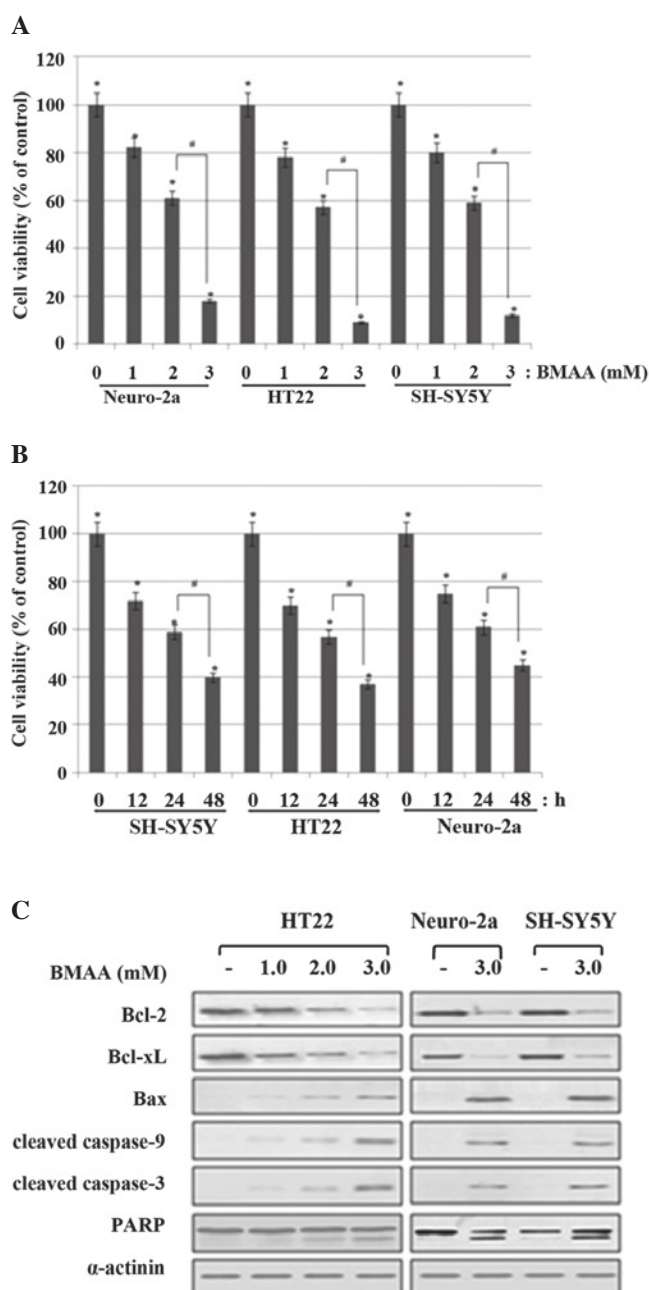 A
Cell viability (% of control)
120
100
80
60
40
20
0
* # * * * * * * * * * *
# # #
0 1 2 3 0 1 2 3 0 1 2 3 : BMAA (mM)
Neuro-2a HT22 SH-SY5Y
B
Cell viability (% of control)
120
100
80
60
40
20
0
* * * * * * * * * * * *
# # #
0 12 24 48 0 12 24 48 0 12 24 48 : h
SH-SY5Y HT22 Neuro-2a
C
HT22 Neuro-2a SH-SY5Y
BMAA (mM) - 1.0 2.0 3.0 - 3.0 - 3.0
Bcl-2
Bcl-xL
Bax
cleaved caspase-9
cleaved caspase-3
PARP
α-actinin